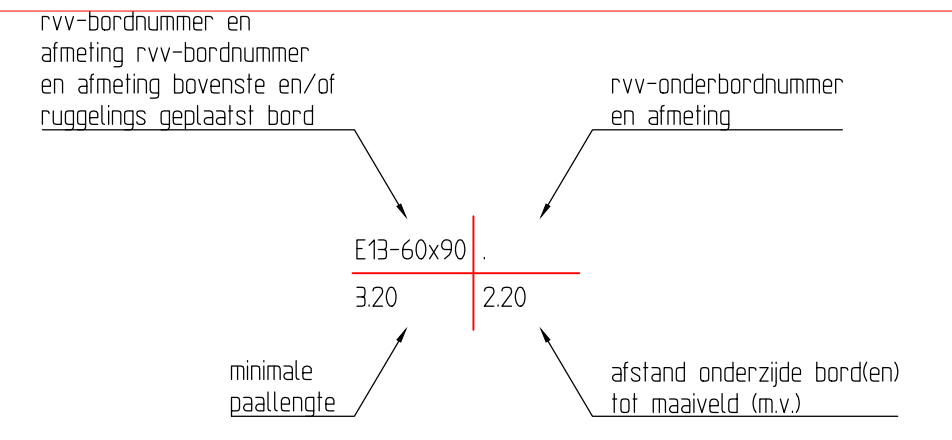 rvv-bordnummer en
afmeting rvv-bordnummer
en afmeting bovenste en/of
ruggelings geplaatst bord
rvv-onderbordnummer
en afmeting
E13-60x90 .
3.20 2.20
minimale
paallengte
afstand onderzijde bord(en)
tot maaiveld (m.v.)